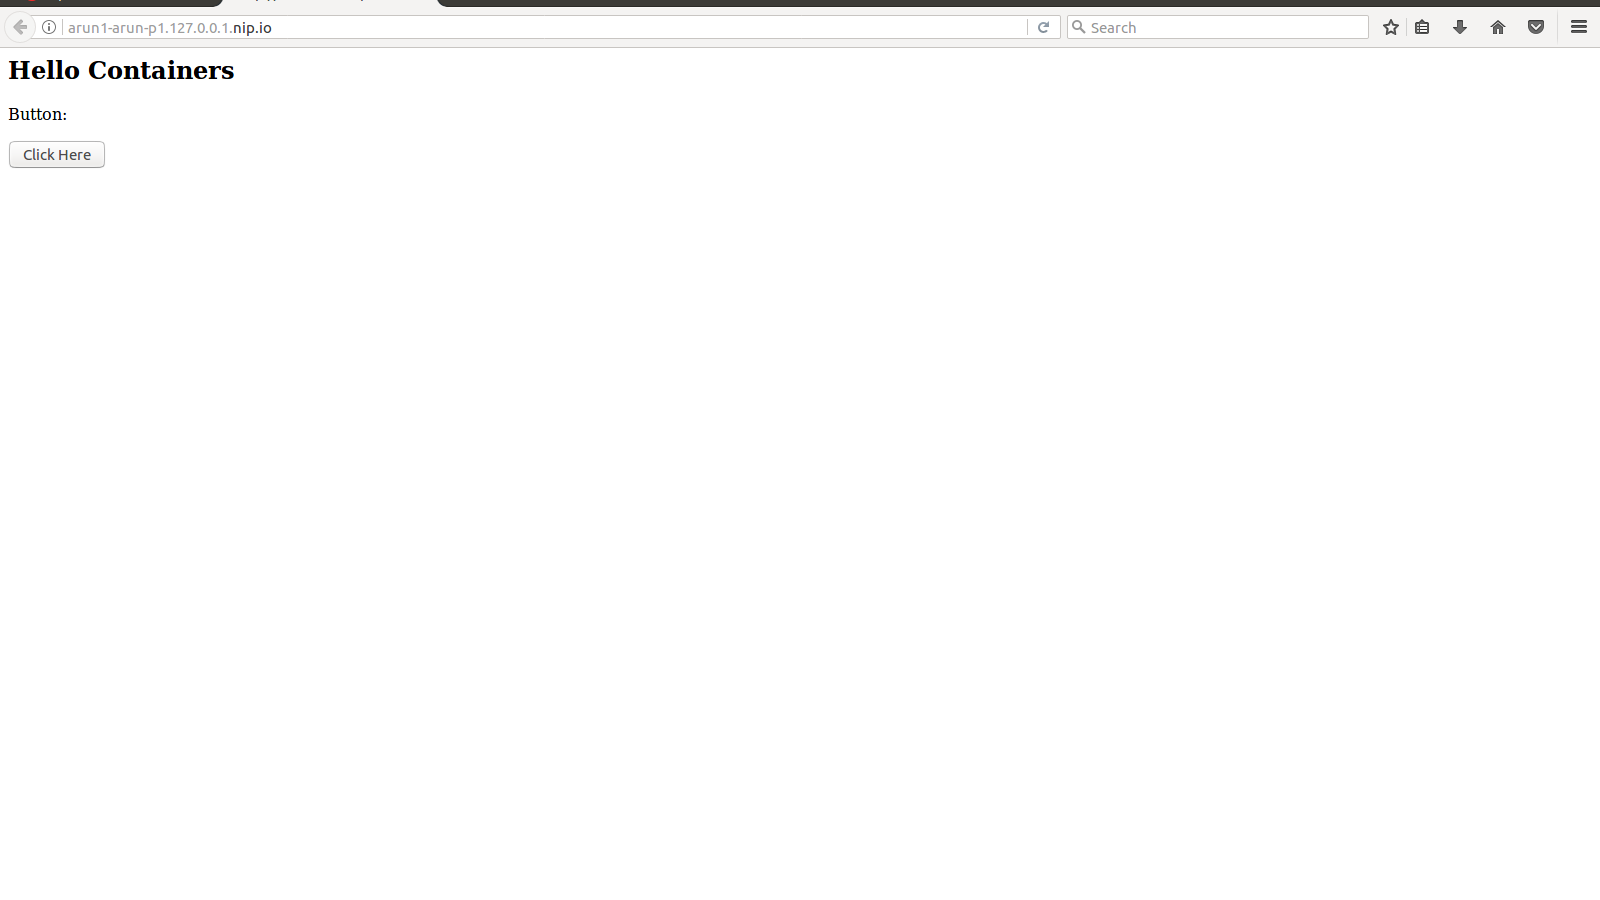 arun1-arun-p1.127.0.0.1.nip.io
Search
Hello Containers
Button:
Click Here